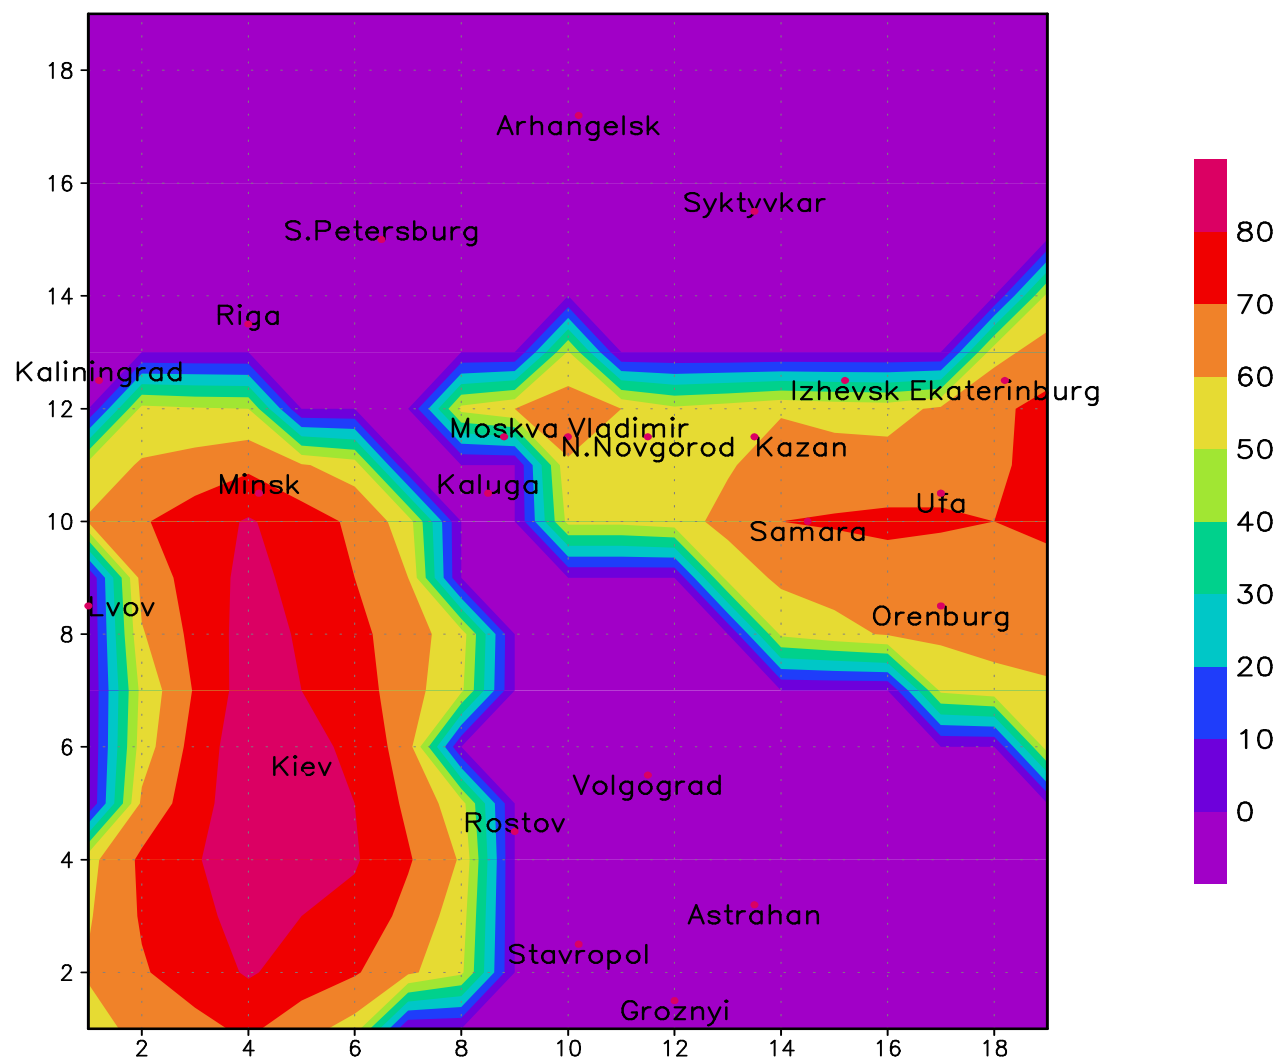 18
Arhangelsk
16
Syktyvkar
S.Petersburg
80
14
Riga
70
Kaliningrad
60
Izhevsk Ekaterinburg
12
Moskva Vladimir
N.Novgorod Kazan
50
Minsk
Kaluga
Ufa
10
Samara
40
30
Lvov
Orenburg
8
20
6
Kiev
10
Volgograd
Rostov
0
4
Astrahan
Stavropol
2
Groznyi
2 4 6 8 10 12 14 16 18